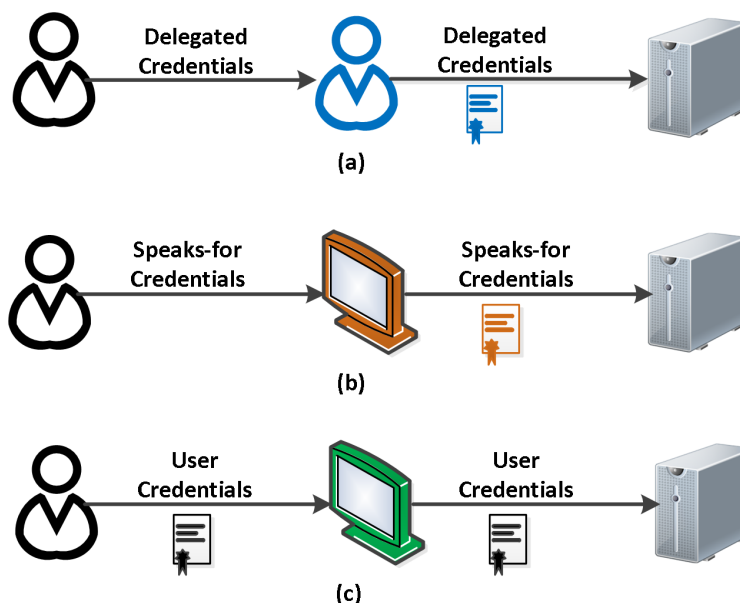 Delegated
Credentials
Delegated
Credentials
(a)
Speaks-for
Credentials
Speaks-for
Credentials
(b)
User
Credentials
User
Credentials
(c)